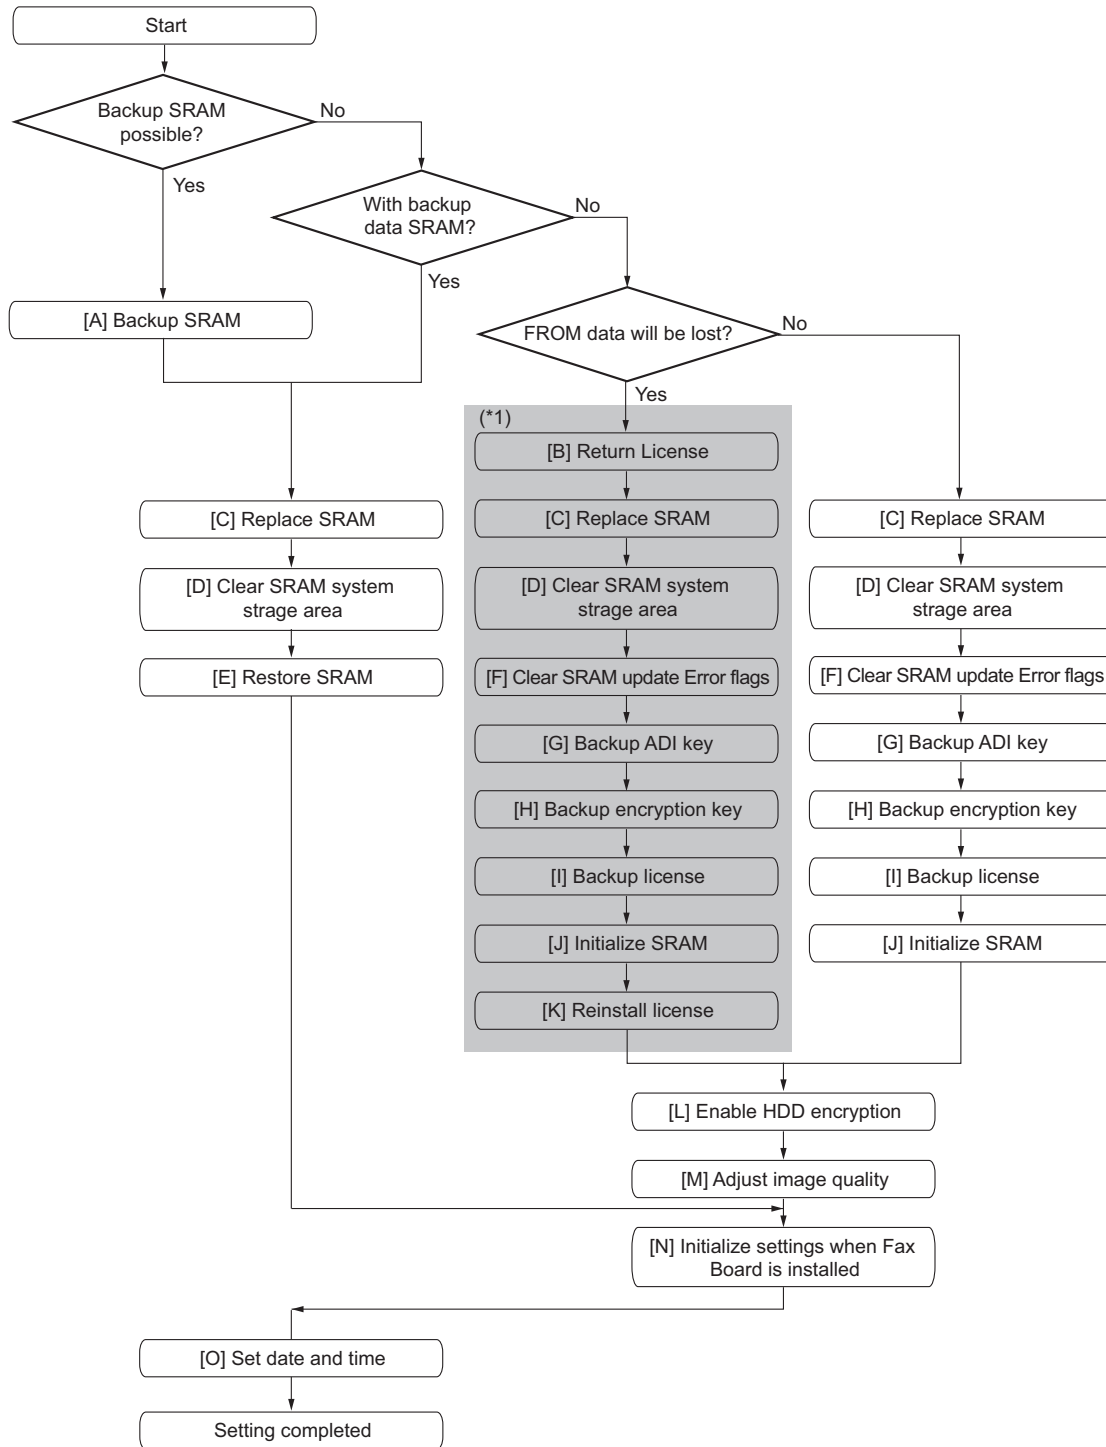 Start
Backup SRAM
possible?
No
Yes
With backup
data SRAM?
No
Yes
[A] Backup SRAM
FROM data will be lost?
No
Yes
(*1)
[B] Return License
[C] Replace SRAM
[C] Replace SRAM
[C] Replace SRAM
[D] Clear SRAM system
strage area
[D] Clear SRAM system
strage area
[D] Clear SRAM system
strage area
[E] Restore SRAM
[F] Clear SRAM update Error flags
[F] Clear SRAM update Error flags
[G] Backup ADI key
[G] Backup ADI key
[H] Backup encryption key
[H] Backup encryption key
[I] Backup license
[I] Backup license
[J] Initialize SRAM
[J] Initialize SRAM
[K] Reinstall license
[L] Enable HDD encryption
[M] Adjust image quality
[N] Initialize settings when Fax
Board is installed
[O] Set date and time
Setting completed